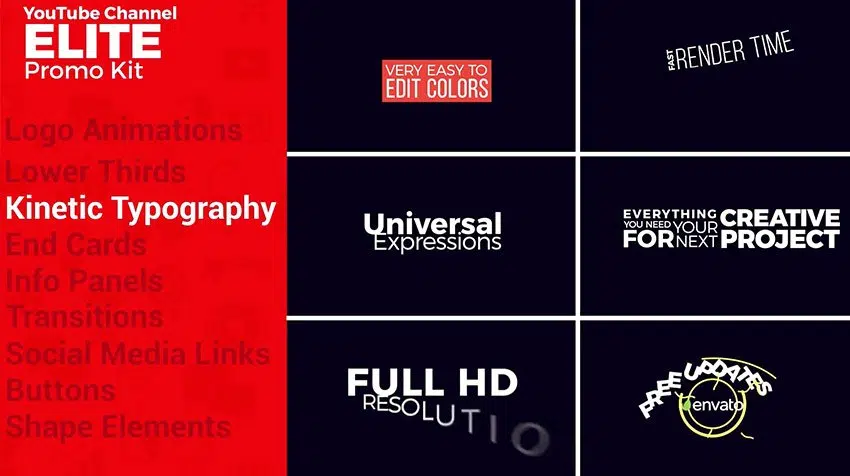 YouTube Channel
ELITE
Promo Kit
Logo Animations
Lower Thirds
Kinetic Typography
End Cards
Info Panels
Transitions
Social Media Links
Buttons
Shape Elements
VERY EASY TO
EDIT COLORS
FAST RENDER TIME
Universal
Expressions
EVERYTHING
YOU NEED
FOR
YOUR
NEXT
CREATIVE
PROJECT
FULL HD
RESOLUTIO
FREE UPDATES
envato